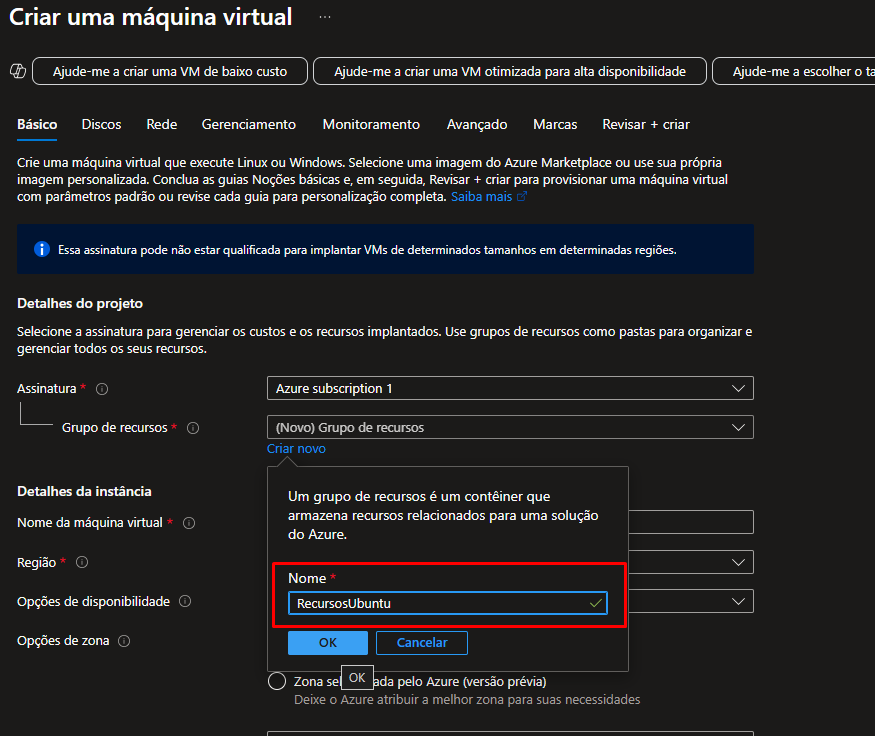 Criar uma máquina virtual ...
Ajude-me a criar uma VM de baixo custo
Ajude-me a criar uma VM otimizada para alta disponibilidade
Ajude-me a escolher o
Básico Discos Rede Gerenciamento Monitoramento Avançado Marcas Revisar + criar
Crie uma máquina virtual que execute Linux ou Windows. Selecione uma imagem do Azure Marketplace ou use sua própria
imagem personalizada. Conclua as guias Noções básicas e, em seguida, Revisar + criar para provisionar uma máquina virtual
com parâmetros padrão ou revise cada guia para personalização completa. Saiba mais
Essa assinatura pode não estar qualificada para implantar VMs de determinados tamanhos em determinadas regiões.
Detalhes do projeto
Selecione a assinatura para gerenciar os custos e os recursos implantados. Use grupos de recursos como pastas para organizar e
gerenciar todos os seus recursos.
Assinatura *
Azure subscription 1
Grupo de recursos *
(Novo) Grupo de recursos
Criar novo
Um grupo de recursos é um contêiner que
armazena recursos relacionados para uma solução
do Azure.
Nome *
RecursosUbuntu
OK
Cancelar
OK
Detalhes da instância
Nome da máquina virtual *
Região *
Opções de disponibilidade
Opções de zona
Zona pelo Azure (versão prévia)
Deixe o Azure atribuir a melhor zona para suas necessidades